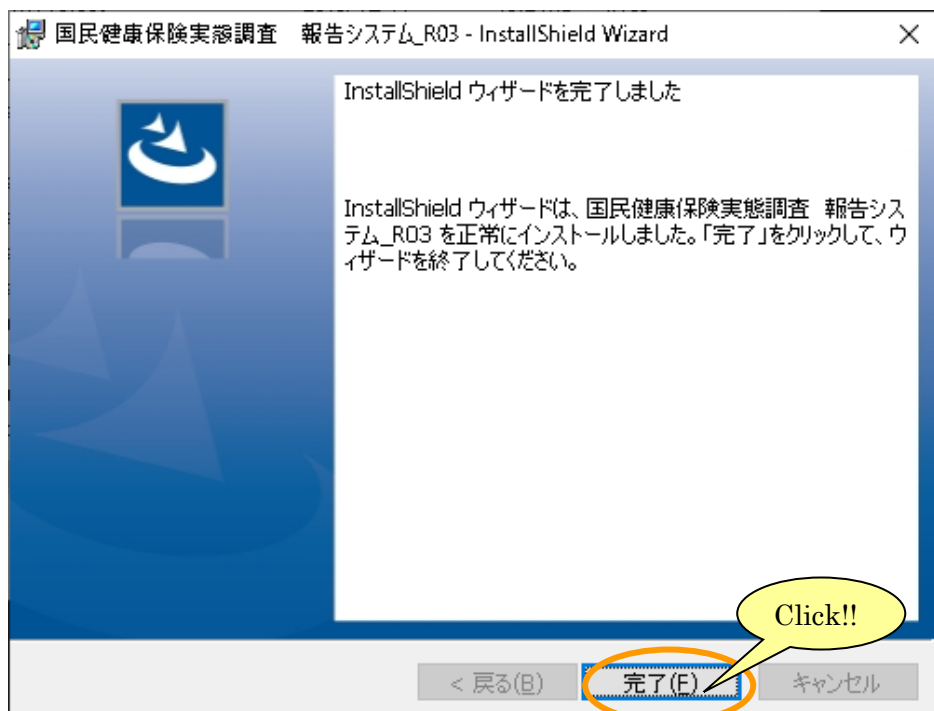 国民健康保険実態調査　報告システム_R03 - InstallShield Wizard
InstallShield ウィザードを完了しました
InstallShield ウィザードは、国民健康保険実態調査　報告シス
テム_R03 を正常にインストールしました。「完了」をクリックして、ウ
ィザードを終了してください。
Click!!
< 戻る(B)
完了(F)
キャンセル